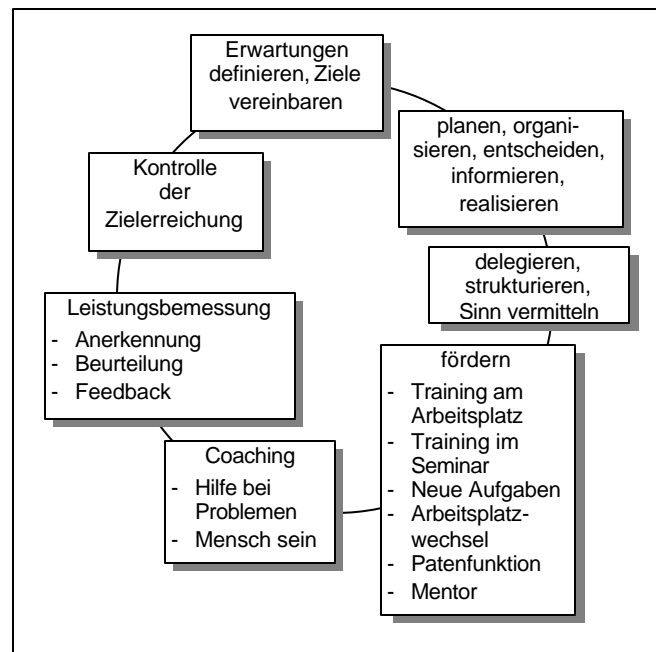 Erwartungen
definieren, Ziele
vereinbaren
planen, organi-
sieren, entscheiden,
informieren,
realisieren
delegieren,
strukturieren,
Sinn vermitteln
fördern
- Training am
Arbeitsplatz
- Training im
Seminar
- Neue Aufgaben
- Arbeitsplatz-
wechsel
- Patenfunktion
- Mentor
Coaching
- Hilfe bei
Problemen
- Mensch sein
Leistungsbemessung
- Anerkennung
- Beurteilung
- Feedback
Kontrolle
der
Zielerreichung